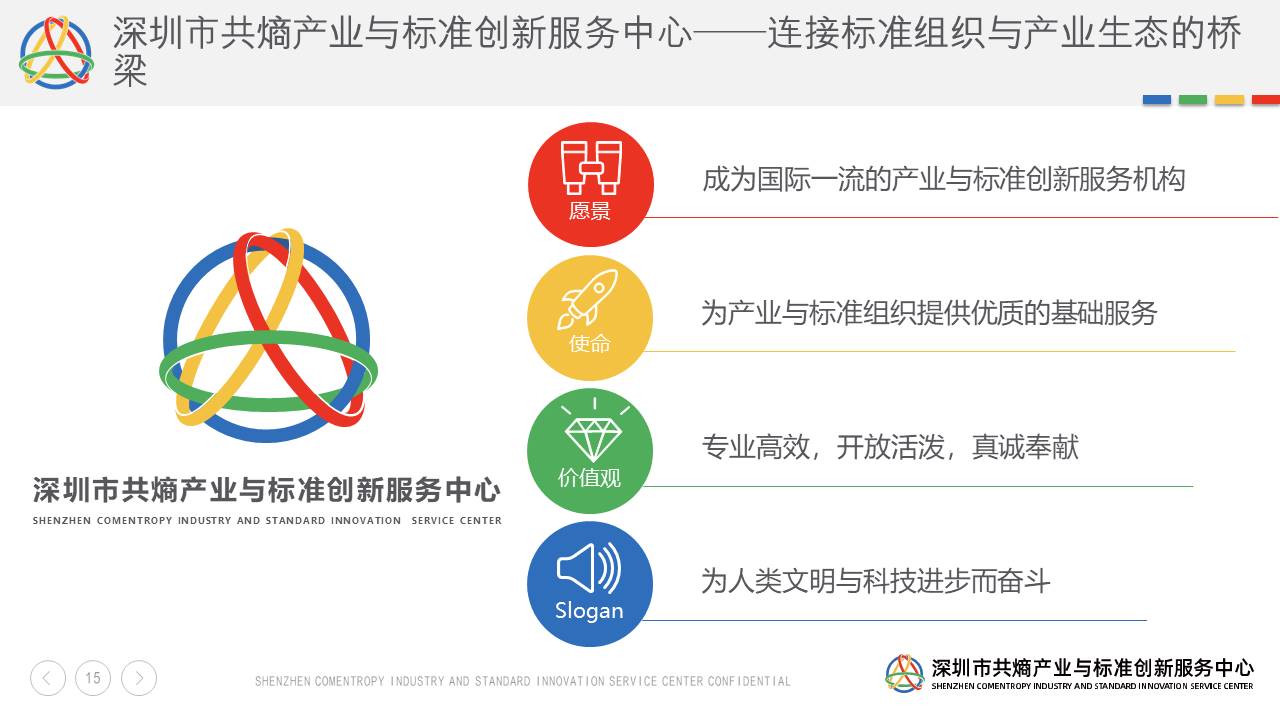 深圳市共熵产业与标准创新服务中心——连接标准组织与产业生态的桥
梁
愿景
成为国际一流的产业与标准创新服务机构
使命
为产业与标准组织提供优质的基础服务
价值观
专业高效，开放活泼，真诚奉献
Slogan
为人类文明与科技进步而奋斗
深圳市共熵产业与标准创新服务中心
SHENZHEN COMENTROPY INDUSTRY AND STANDARD INNOVATION SERVICE CENTER
15
SHENZHEN COMENTROPY INDUSTRY AND STANDARD INNOVATION SERVICE CENTER CONFIDENTIAL
深圳市共熵产业与标准创新服务中心
SHENZHEN COMENTROPY INDUSTRY AND STANDARD INNOVATION SERVICE CENTER